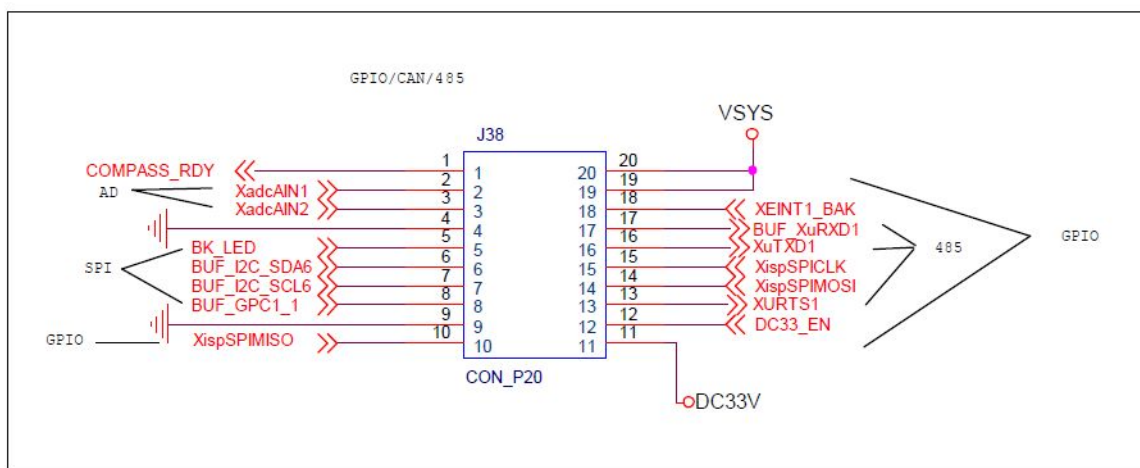 GPIO/CAN/485
VSYS
J38
COMPASS_RDY 1 1 20 20
AD XadcAIN1 2 2 19 19
XadcAIN2 3 3 18 18 XEINT1_BAK
4 4 17 17 BUF_XuRXD1
BK_LED 5 5 16 16 XuTXD1 485 GPIO
SPI BUF_I2C_SDA6 6 6 15 15 XispSPICLK
BUF_I2C_SCL6 7 7 14 14 XispSPIMOSI
BUF_GPC1_1 8 8 13 13 XURTS1
9 9 12 12 DC33_EN
GPIO XispSPIMISO 10 10 11 11
CON_P20
DC33V